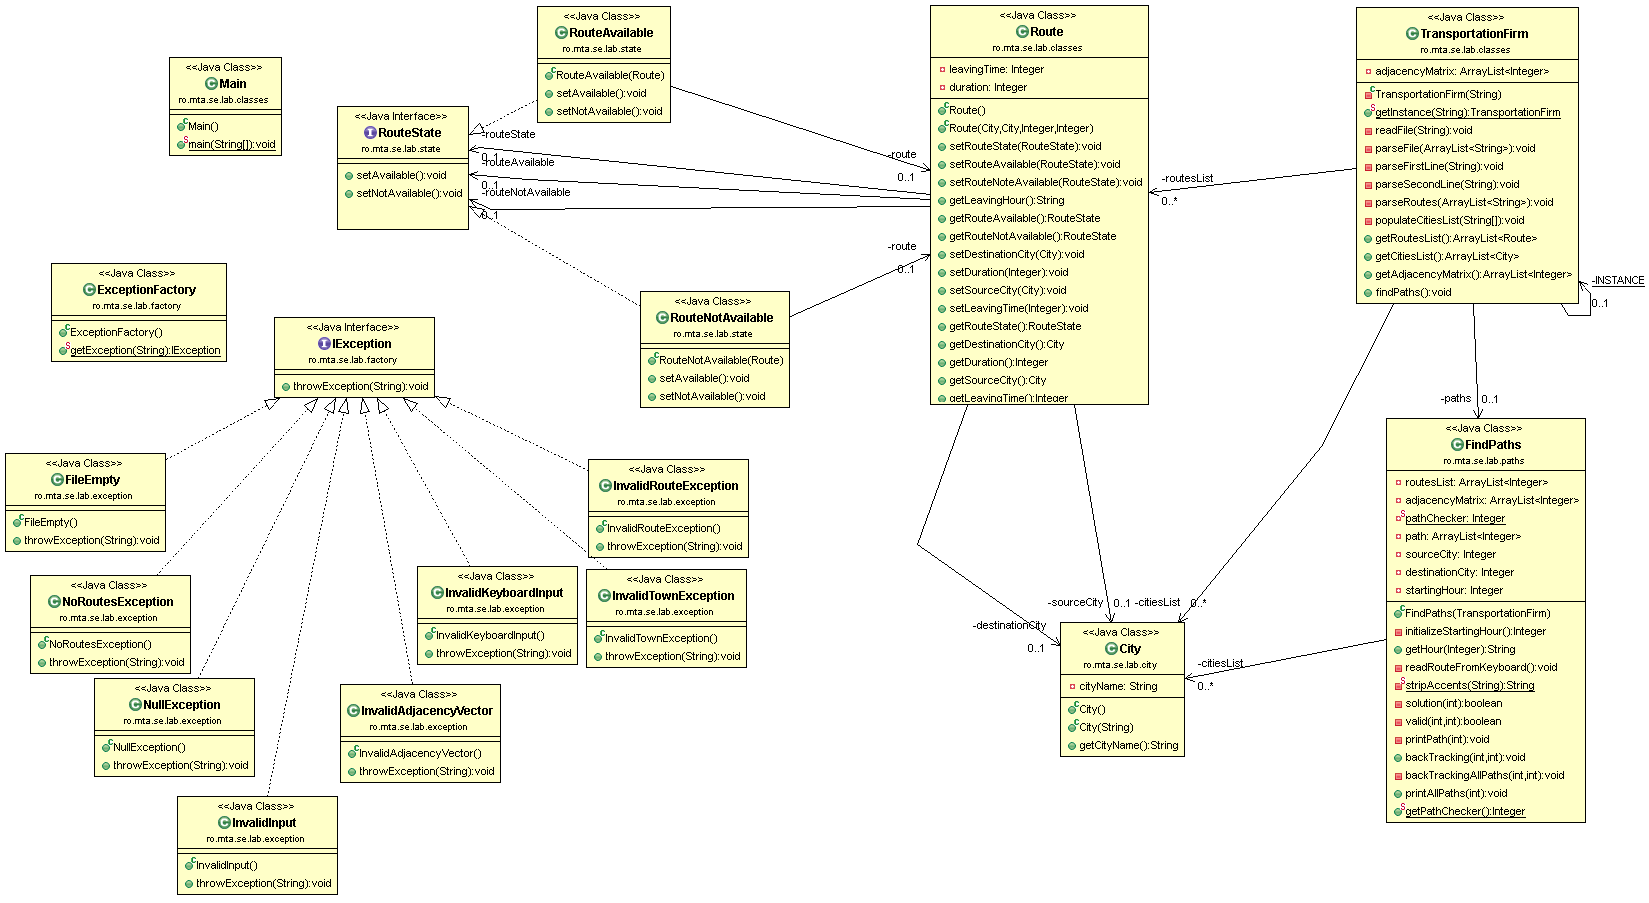 <<Java Class>>
Main
ro.mta.se.lab.classes
Main()
main(String[]):void
<<Java Class>>
RouteAvailable
ro.mta.se.lab.state
RouteAvailable(Route)
setAvailable():void
setNotAvailable():void
<<Java Interface>>
RouteState
ro.mta.se.lab.state
setAvailable():void
setNotAvailable():void
-routeState
0..1
-routeAvailable
0..1
-routeNotAvailable
0..1
-route
0..1
-route
0..1
<<Java Class>>
RouteNotAvailable
ro.mta.se.lab.state
RouteNotAvailable(Route)
setAvailable():void
setNotAvailable():void
<<Java Class>>
Route
ro.mta.se.lab.classes
leavingTime: Integer
duration: Integer
Route()
Route(City,City,Integer,Integer)
setRouteState(RouteState):void
setRouteAvailable(RouteState):void
setRouteNoteAvailable(RouteState):void
getLeavingHour():String
getRouteAvailable():RouteState
getRouteNotAvailable():RouteState
setDestinationCity(City):void
setDuration(Integer):void
setSourceCity(City):void
setLeavingTime(Integer):void
getRouteState():RouteState
getDestinationCity():City
getDuration():Integer
getSourceCity():City
getLeavingTime():Integer
<<Java Class>>
TransportationFirm
ro.mta.se.lab.classes
adjacencyMatrix: ArrayList<Integer>
TransportationFirm(String)
getInstance(String):TransportationFirm
readFile(String):void
parseFile(ArrayList<String>):void
parseFirstLine(String):void
parseSecondLine(String):void
parseRoutes(ArrayList<String>):void
populateCitiesList(String[]):void
getRoutesList():ArrayList<Route>
getCitiesList():ArrayList<City>
getAdjacencyMatrix():ArrayList<Integer>
findPaths():void
-routesList
0..*
-INSTANCE
0..1
-paths
0..1
<<Java Class>>
ExceptionFactory
ro.mta.se.lab.factory
ExceptionFactory()
getException(String):IException
<<Java Interface>>
IException
ro.mta.se.lab.factory
throwException(String):void
<<Java Class>>
FileEmpty
ro.mta.se.lab.exception
FileEmpty()
throwException(String):void
<<Java Class>>
NoRoutesException
ro.mta.se.lab.exception
NoRoutesException()
throwException(String):void
<<Java Class>>
NullException
ro.mta.se.lab.exception
NullException()
throwException(String):void
<<Java Class>>
InvalidInput
ro.mta.se.lab.exception
InvalidInput()
throwException(String):void
<<Java Class>>
InvalidAdjacencyVector
ro.mta.se.lab.exception
InvalidAdjacencyVector()
throwException(String):void
<<Java Class>>
InvalidKeyboardInput
ro.mta.se.lab.exception
InvalidKeyboardInput()
throwException(String):void
<<Java Class>>
InvalidRouteException
ro.mta.se.lab.exception
InvalidRouteException()
throwException(String):void
<<Java Class>>
InvalidTownException
ro.mta.se.lab.exception
InvalidTownException()
throwException(String):void
-sourceCity
0..1
-citiesList
0..*
-destinationCity
0..1
-citiesList
0..*
<<Java Class>>
City
ro.mta.se.lab.city
cityName: String
City()
City(String)
getCityName():String
<<Java Class>>
FindPaths
ro.mta.se.lab.paths
routesList: ArrayList<Integer>
adjacencyMatrix: ArrayList<Integer>
pathChecker: Integer
path: ArrayList<Integer>
sourceCity: Integer
destinationCity: Integer
startingHour: Integer
FindPaths(TransportationFirm)
initializeStartingHour():Integer
getHour(Integer):String
readRouteFromKeyboard():void
stripAccents(String):String
solution(int):boolean
valid(int,int):boolean
printPath(int):void
backTracking(int,int):void
backTrackingAllPaths(int,int):void
printAllPaths(int):void
getPathChecker():Integer